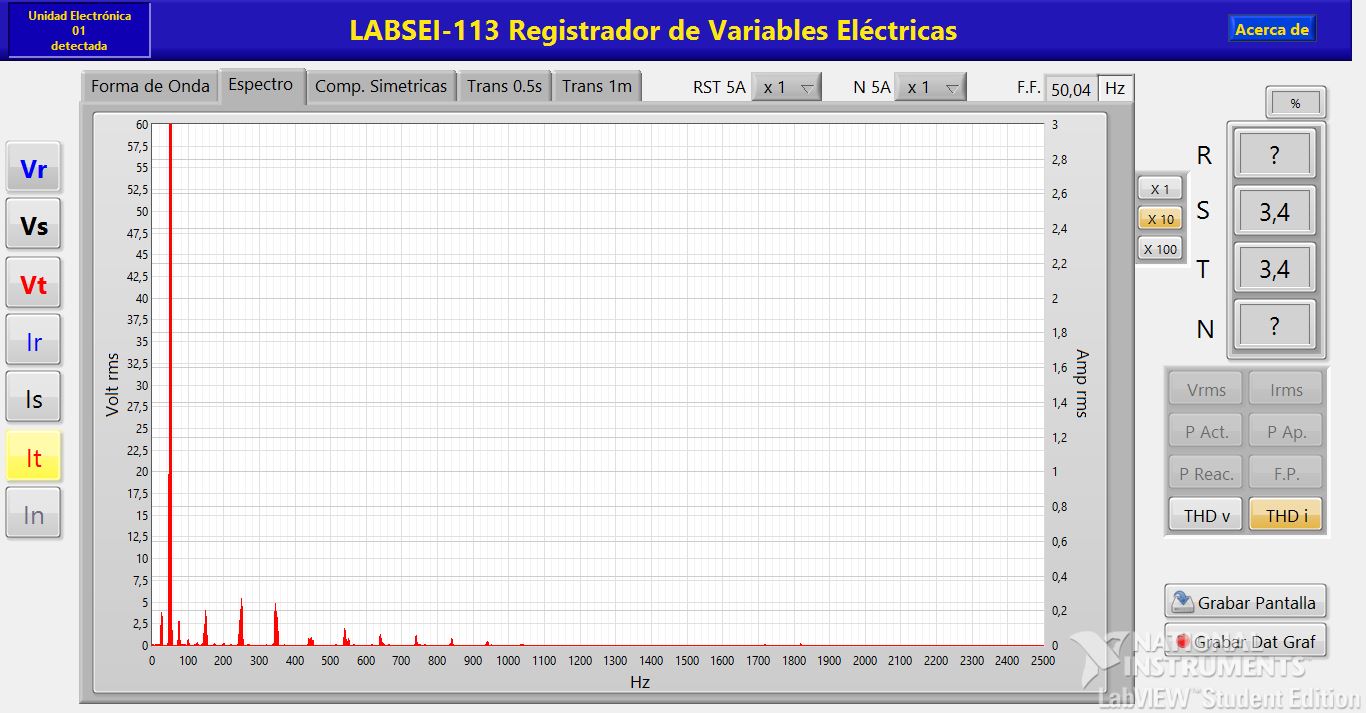 Unidad Electrónica
01
detectada
LABSEI-113 Registrador de Variables Eléctricas
Acerca de
Forma de Onda
Espectro
Comp. Simetricas
Trans 0.5s
Trans 1m
RST 5A
x 1
N 5A
x 1
F.F.
50,04
Hz
%
Vr
Vs
Vt
Ir
Is
It
In
Volt rms
60
57,5
55
52,5
50
47,5
45
42,5
40
37,5
35
32,5
30
27,5
25
22,5
20
17,5
15
12,5
10
7,5
5
2,5
0
0 100 200 300 400 500 600 700 800 900 1000 1100 1200 1300 1400 1500 1600 1700 1800 1900 2000 2100 2200 2300 2400 2500
Hz
3
2,8
2,6
2,4
2,2
2
1,8
1,6
1,4
1,2
1
0,8
0,6
0,4
0,2
0
Amp rms
X 1
X 10
X 100
R ?
S 3,4
T 3,4
N ?
Vrms Irms
P Act. P Ap.
P Reac. F.P.
THD v THD i
Grabar Pantalla
Grabar Dat Graf
NATIONAL
INSTRUMENTS™
LabVIEW™ Student Edition